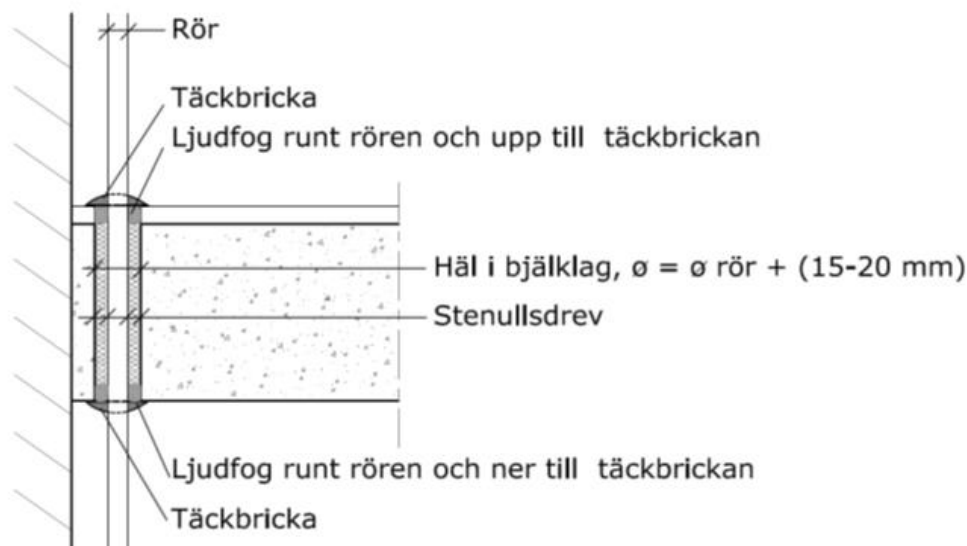 Rör
Täckbricka
Ljudfog runt rören och upp till täckbrickan
Häl i bjälklag, ø = ø rör + (15-20 mm)
Stenullsdrev
Ljudfog runt rören och ner till täckbrickan
Täckbricka